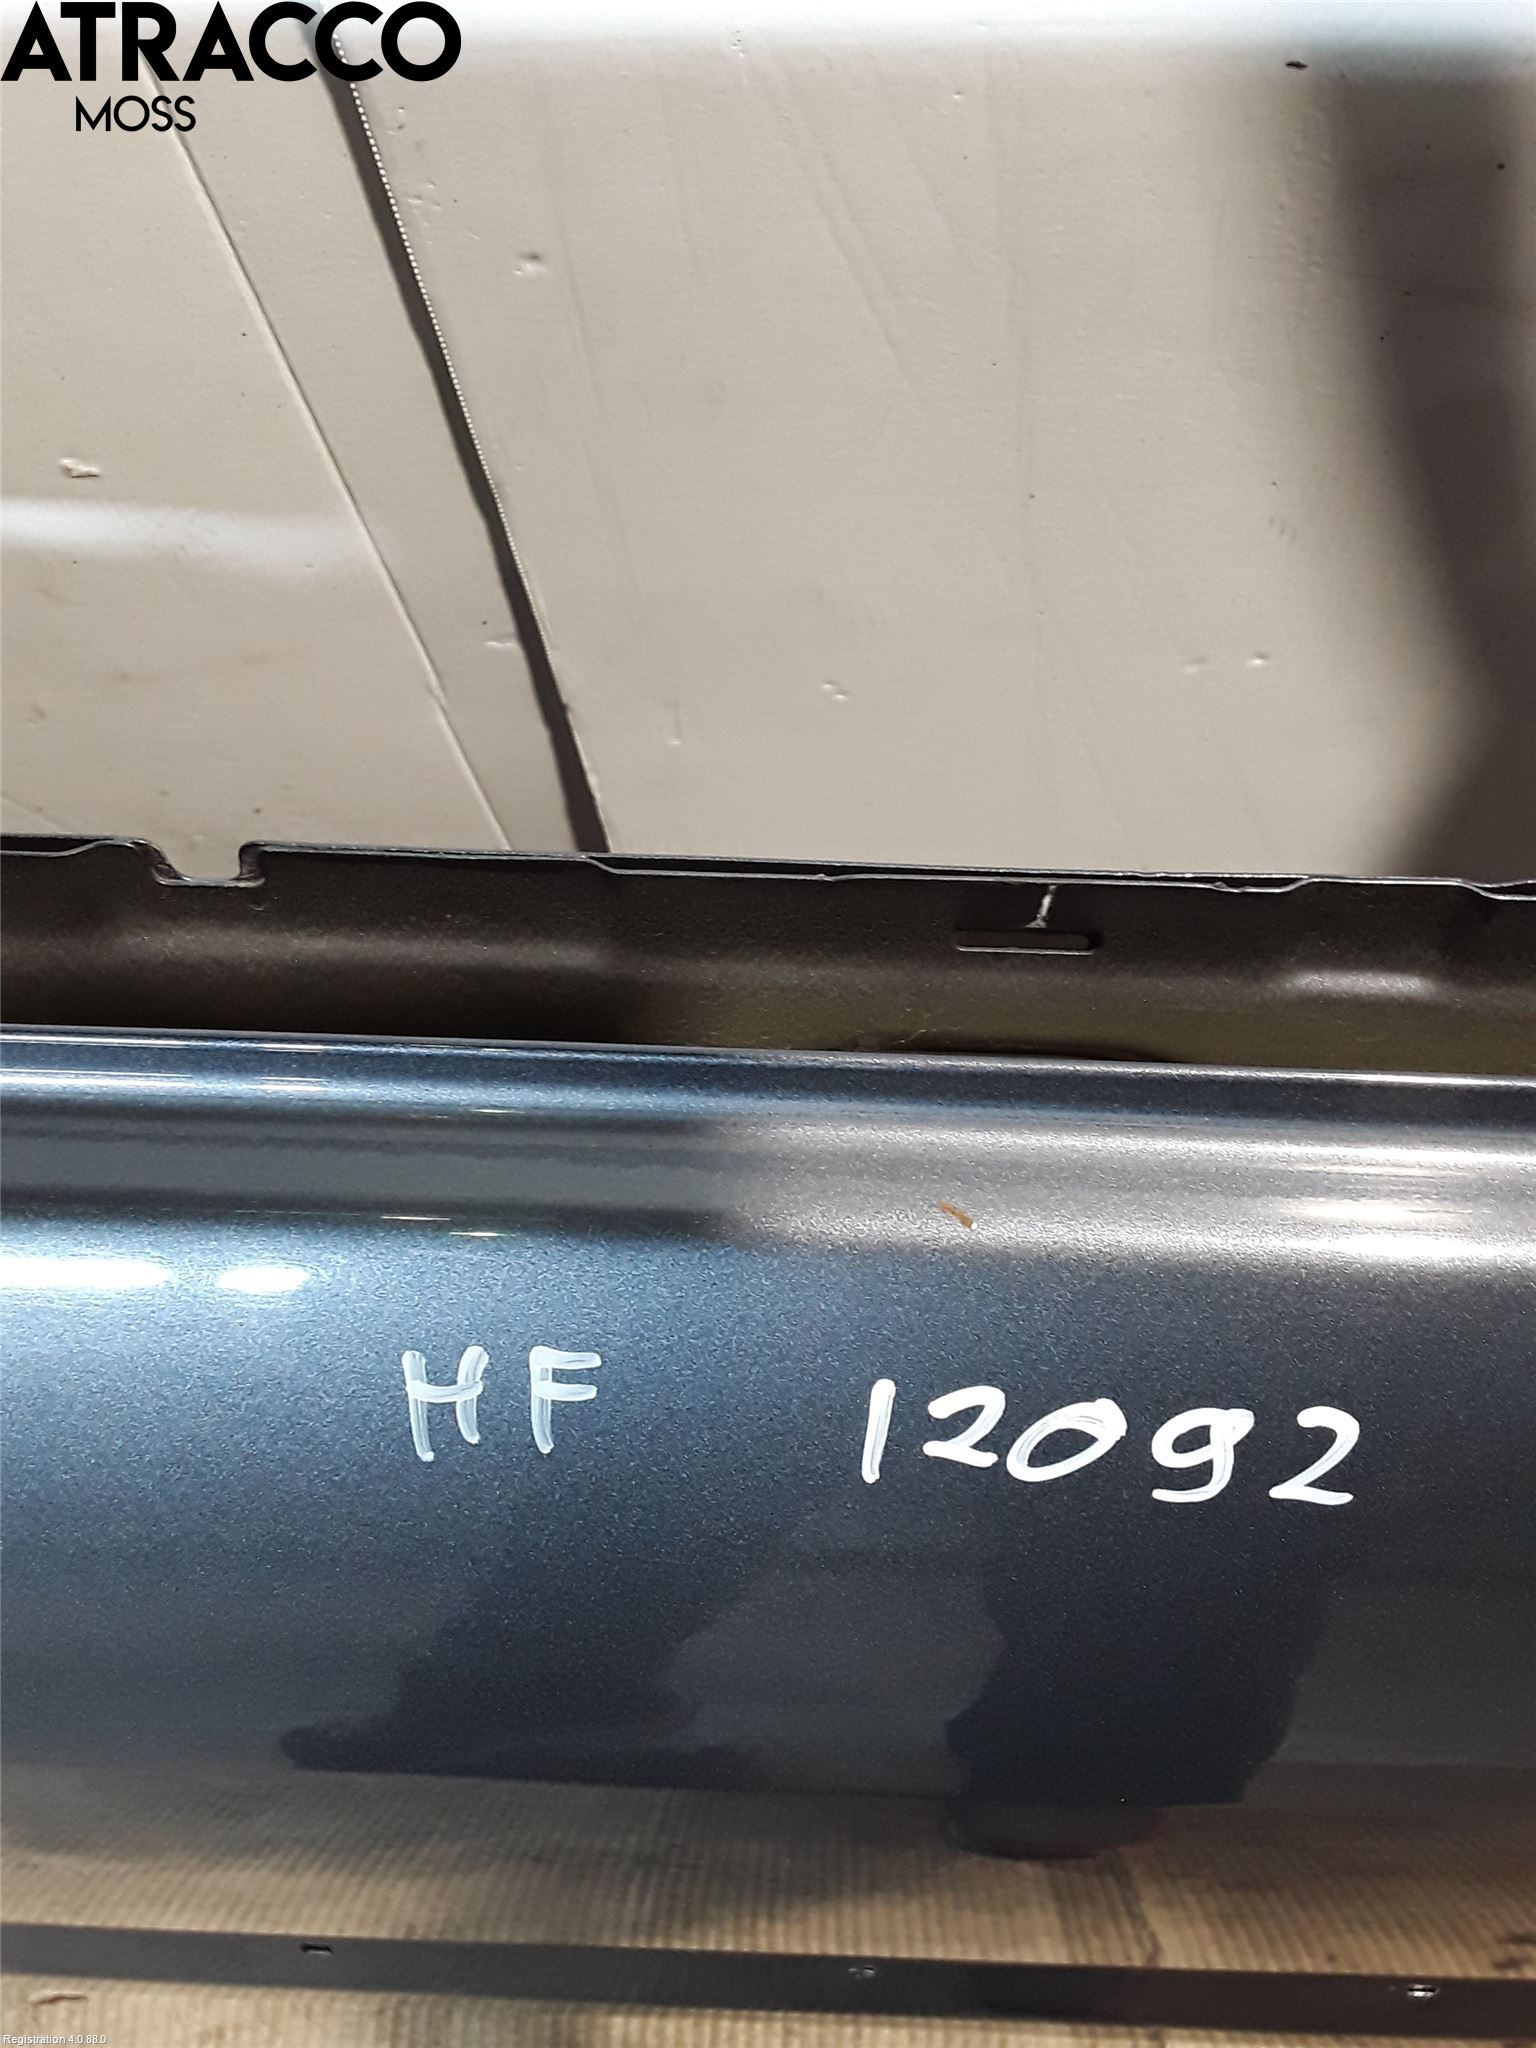 ATRACCO
MOSS
HF 12092
Registration 4.0.88.0